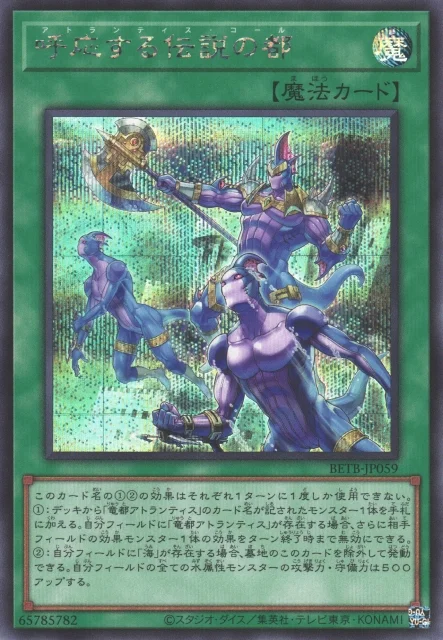 アトランティス・コール
呼応する伝説の都
魔
【魔法カード】
BETB-JP059
このカード名の①②の効果はそれぞれ1ターンに1度しか使用できない。
①：デッキから「竜都アトランティス」のカード名が記されたモンスター1体を手札
に加える。自分フィールドに「竜都アトランティス」が存在する場合、さらに相手
フィールドの効果モンスター1体の効果をターン終了時まで無効にできる。
②：自分フィールドに「海」が存在する場合、墓地のこのカードを除外して発動
できる。自分フィールドの全ての水属性モンスターの攻撃力・守備力は５００
アップする。
65785782
©スタジオ・ダイス／集英社・テレビ東京・KONAMI